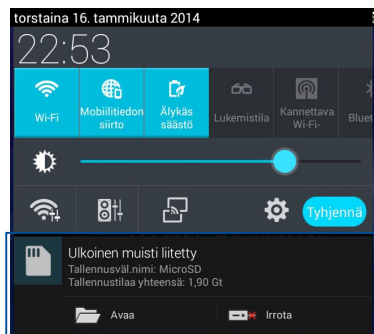 torstaina 16. tammikuuta 2014
22:53
Wi-Fi
Mobiilitiedon
siirto
Älykäs
säästö
Lukemistila
Kannettava
Wi-Fi-
Bluet
Tyhjennä
Ulkoinen muisti liitetty
Tallennusväl.nimi: MicroSD
Tallennustilaa yhteensä: 1,90 Gt
Avaa
Irrota